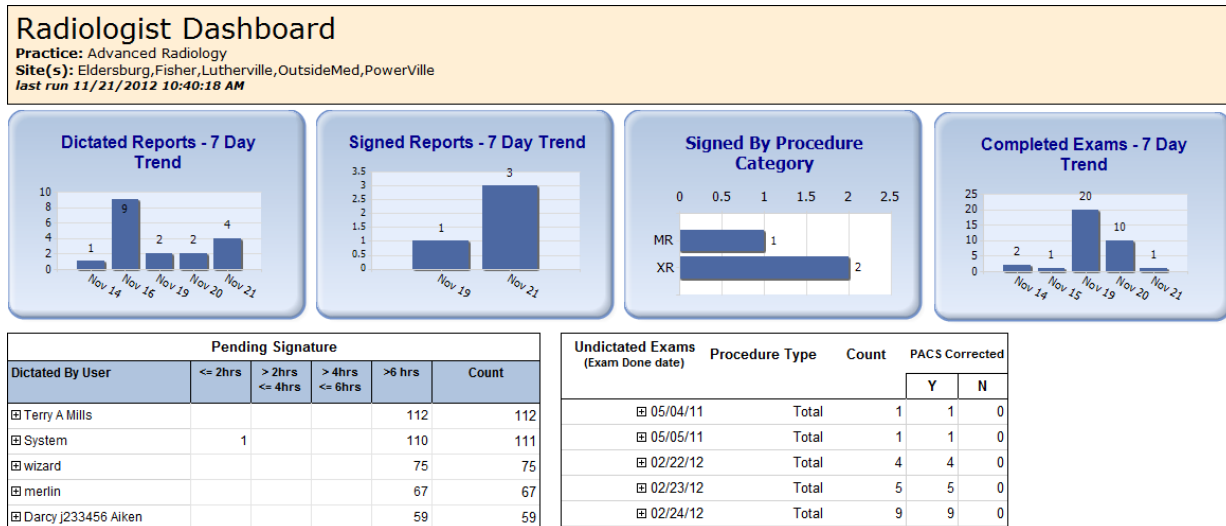 Radiologist Dashboard
Practice: Advanced Radiology
Site(s): Eldersburg,Fisher,Lutherville,OutsideMed,PowerVille
last run 11/21/2012 10:40:18 AM
Dictated Reports - 7 Day
Trend
10
8
6
4
2
0
1
9
2
2
4
Nov 14
Nov 16
Nov 19
Nov 20
Nov 21
Signed Reports - 7 Day Trend
3.5
3
2.5
2
1.5
1
0.5
0
1
3
Nov 19
Nov 21
Signed By Procedure
Category
0 0.5 1 1.5 2 2.5
MR 1
XR 2
Completed Exams - 7 Day
Trend
25
20
15
10
5
0
2
1
20
10
1
Nov 14
Nov 15
Nov 19
Nov 20
Nov 21
Pending Signature
Dictated By User <= 2hrs > 2hrs <= 4hrs > 4hrs <= 6hrs >6 hrs Count
Terry A Mills 112 112
System 1 110 111
wizard 75 75
merlin 67 67
Darcy j233456 Aiken 59 59
Undictated Exams (Exam Done date) Procedure Type Count PACS Corrected
Y N
05/04/11 Total 1 1 0
05/05/11 Total 1 1 0
02/22/12 Total 4 4 0
02/23/12 Total 5 5 0
02/24/12 Total 9 9 0